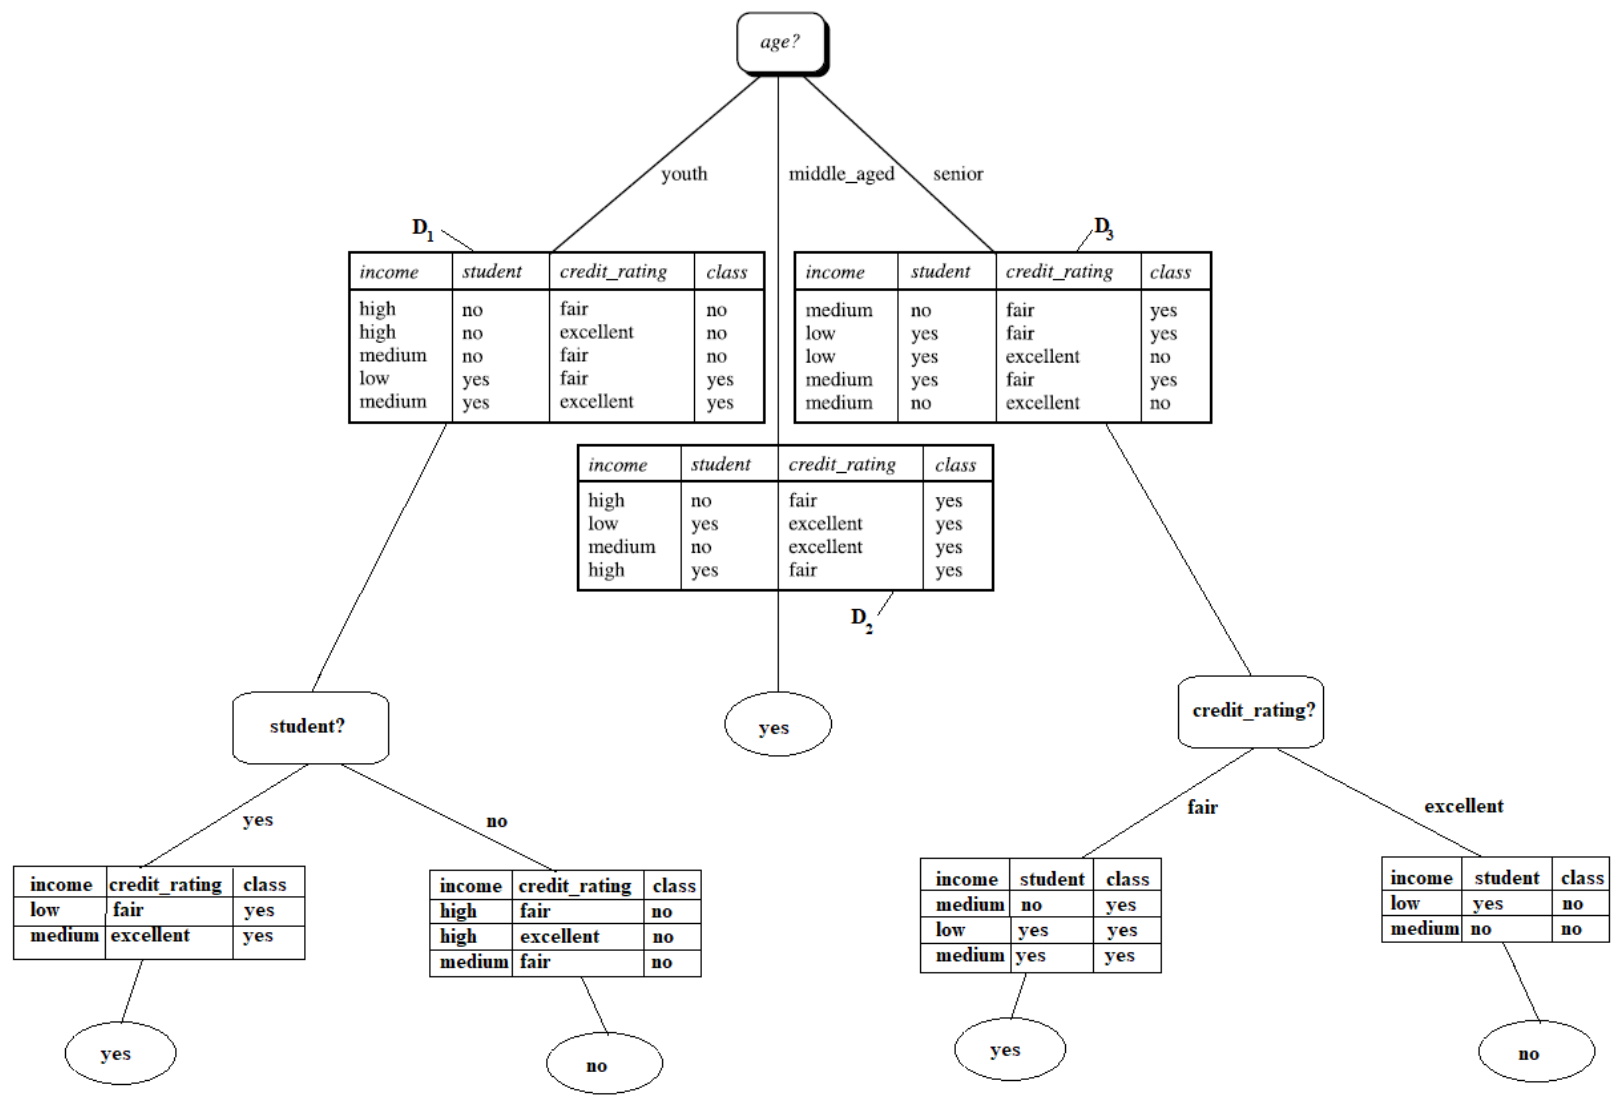 age?
youth
middle_aged
senior
D1
D3
income student credit_rating class
high no fair no
high no excellent no
medium no fair no
low yes fair yes
medium yes excellent yes
income student credit_rating class
medium no fair yes
low yes fair yes
low yes excellent no
medium yes fair yes
medium no excellent no
income student credit_rating class
high no fair yes
low yes excellent yes
medium no excellent yes
high yes fair yes
D2
student?
yes
credit_rating?
yes
no
fair
excellent
income credit_rating class
low fair yes
medium excellent yes
income credit_rating class
high fair no
high excellent no
medium fair no
income student class
medium no yes
low yes yes
medium yes yes
income student class
low yes no
medium no no
yes
no
yes
no